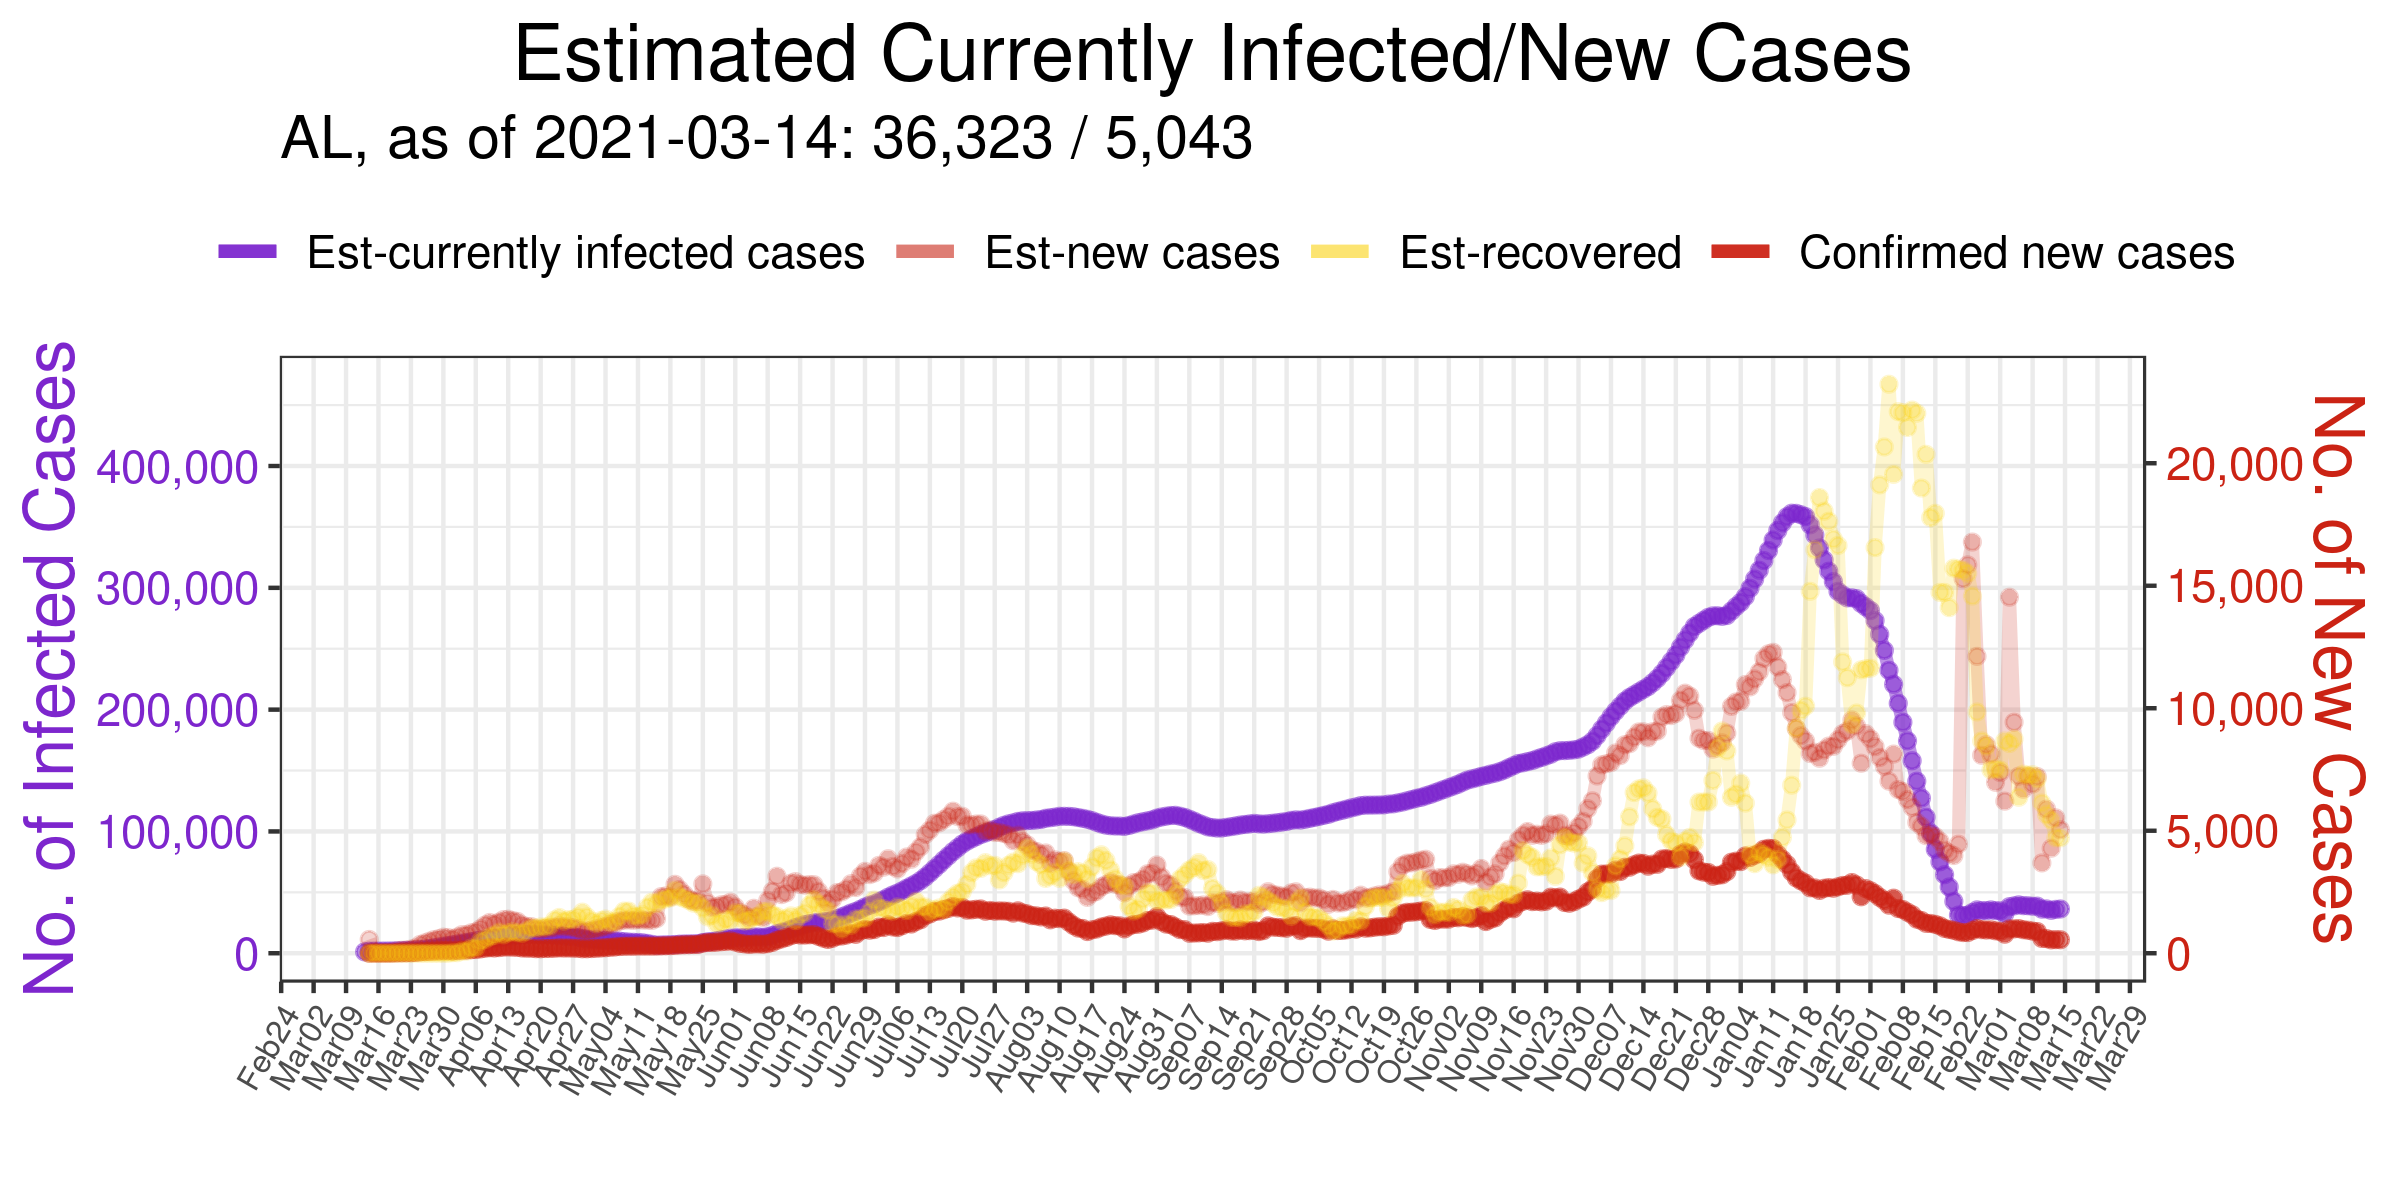 Estimated Currently Infected/New Cases
AL, as of 2021-03-14: 36,323 / 5,043
Est-currently infected cases Est-new cases Est-recovered Confirmed new cases
No. of Infected Cases
400,000
300,000
200,000
100,000
0
20,000
15,000
10,000
5,000
0
No. of New Cases
Feb24 Mar02 Mar09 Mar16 Mar23 Mar30 Apr06 Apr13 Apr20 Apr27 May04 May11 May18 May25 Jun01 Jun08 Jun15 Jun22 Jun29 Jul06 Jul13 Jul20 Jul27 Aug03 Aug10 Aug17 Aug24 Aug31 Sep07 Sep14 Sep21 Sep28 Oct05 Oct12 Oct19 Oct26 Nov02 Nov09 Nov16 Nov23 Nov30 Dec07 Dec14 Dec21 Dec28 Jan04 Jan11 Jan18 Jan25 Feb01 Feb08 Feb15 Feb22 Mar01 Mar08 Mar15 Mar22 Mar29